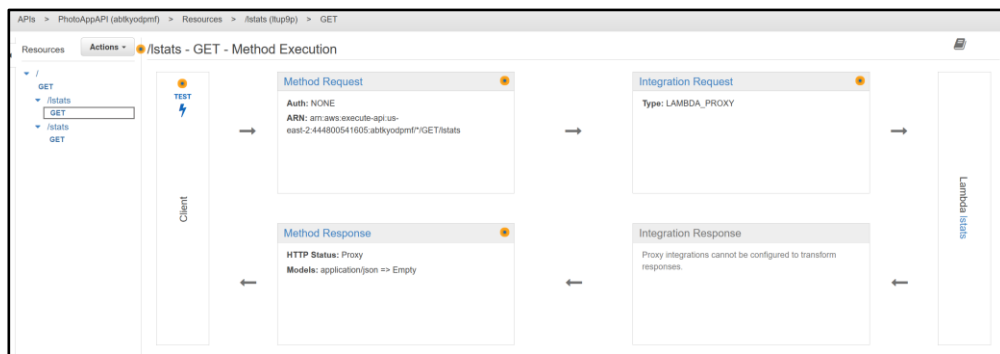 APIs > PhotoAppAPI (abtkyodpmf) > Resources > /lstats (ltup9p) > GET
Resources
Actions
/lstats - GET - Method Execution
/
GET
/lstats
GET
/stats
GET
TEST
Client
Method Request
Auth: NONE
ARN: arn:aws:execute-api:us-
east-2:444800541605:abtkyodpmf/*/GET/lstats
Integration Request
Type: LAMBDA_PROXY
Lambda lstats
Method Response
HTTP Status: Proxy
Models: application/json => Empty
Integration Response
Proxy integrations cannot be configured to transform
responses.